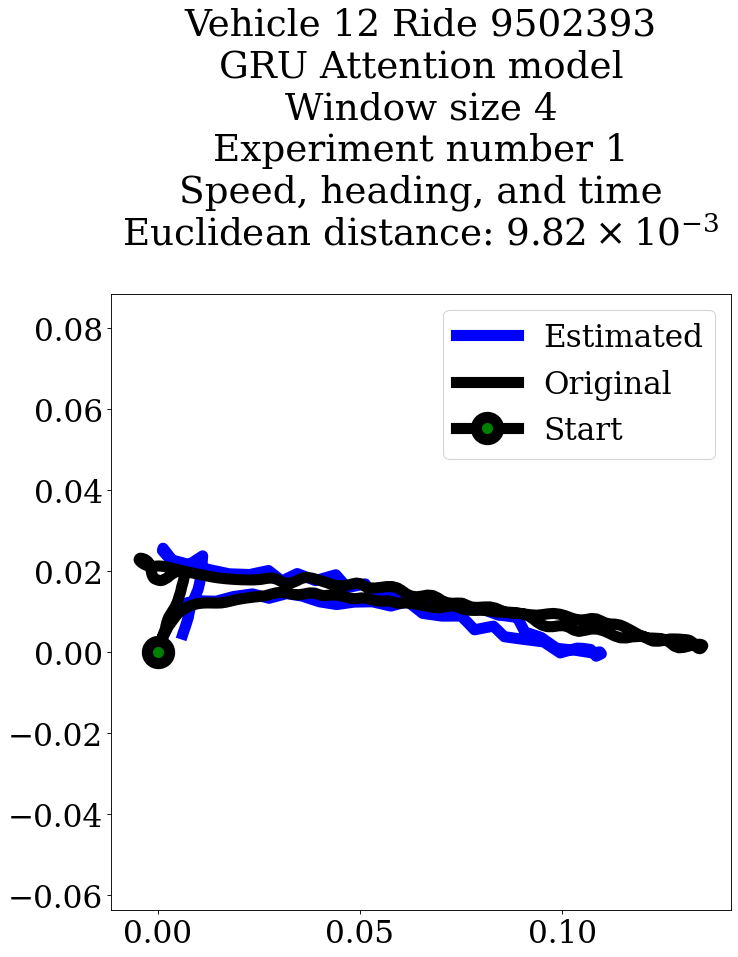 Vehicle 12 Ride 9502393
GRU Attention model
Window size 4
Experiment number 1
Speed, heading, and time
Euclidean distance: 9.82 × 10⁻³
Estimated
Original
Start
0.08
0.06
0.04
0.02
0.00
−0.02
−0.04
−0.06
0.00 0.05 0.10